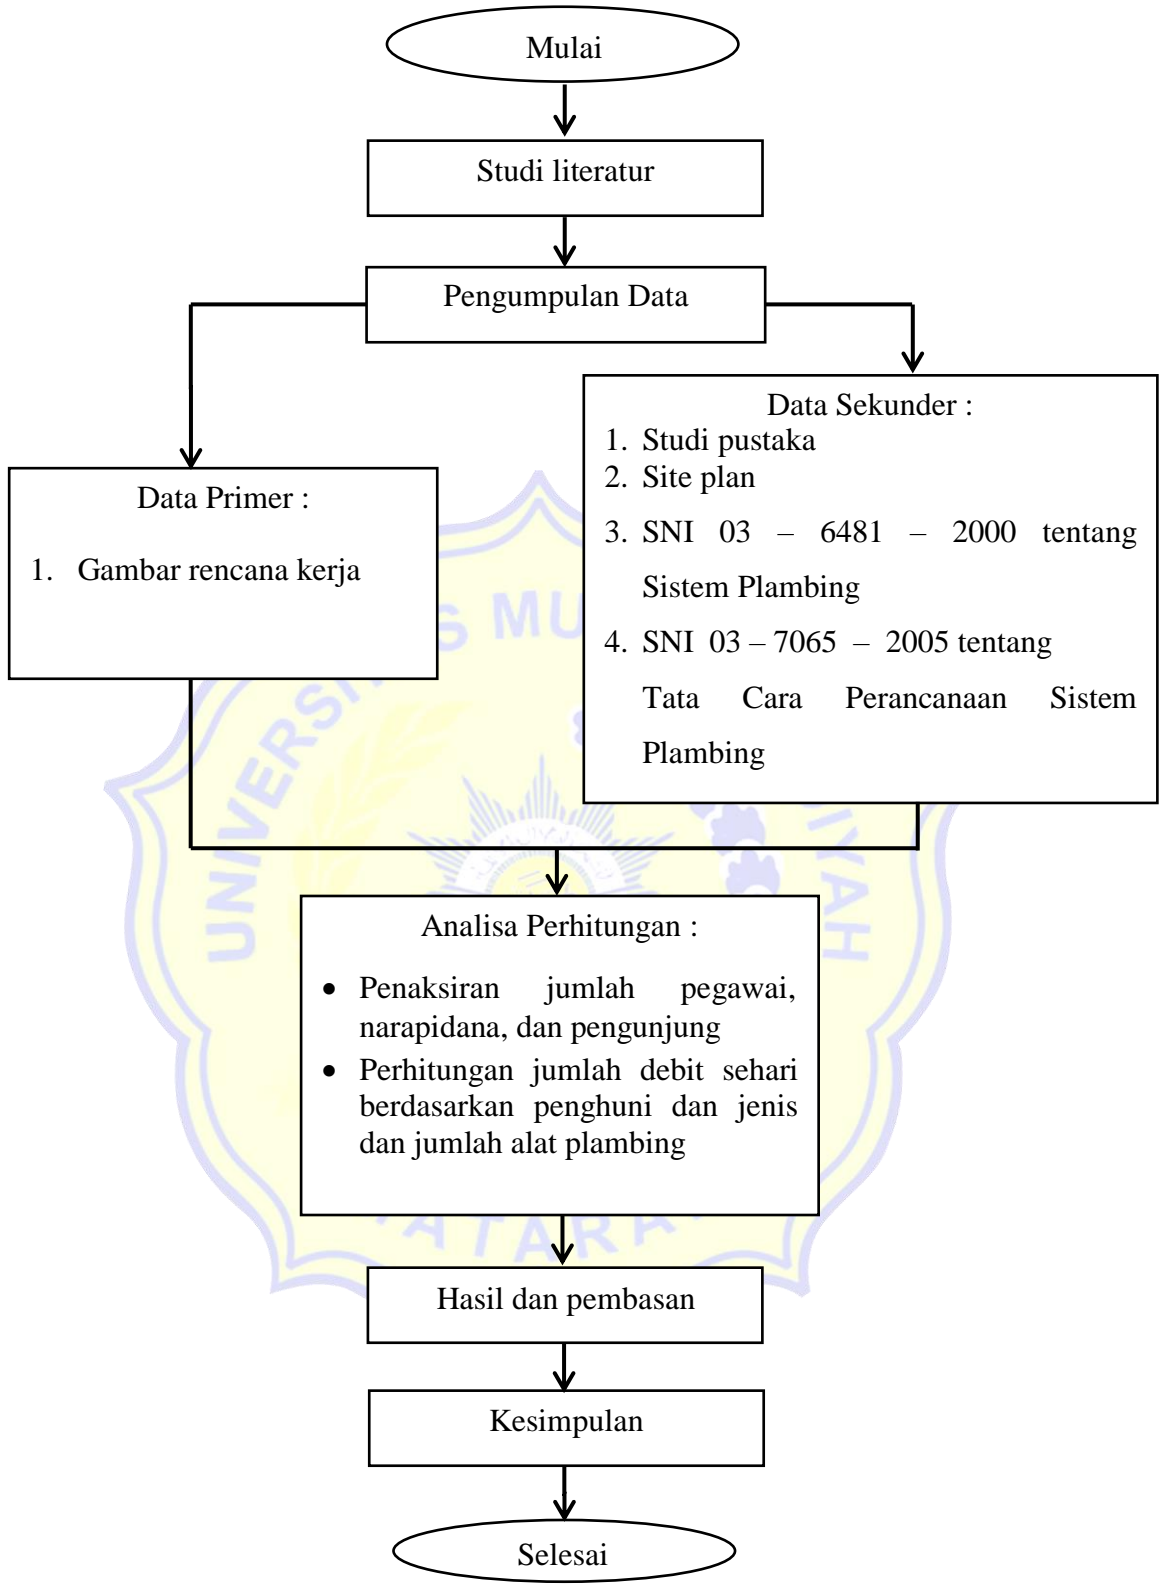 Mulai
Studi literatur
Pengumpulan Data
Data Sekunder :
1. Studi pustaka
2. Site plan
3. SNI 03 – 6481 – 2000 tentang
Sistem Plambing
4. SNI 03 – 7065 – 2005 tentang
Tata Cara Perancanaan Sistem
Plambing
Data Primer :
1. Gambar rencana kerja
Analisa Perhitungan :
• Penaksiran jumlah pegawai,
narapidana, dan pengunjung
• Perhitungan jumlah debit sehari
berdasarkan penghuni dan jenis
dan jumlah alat plambing
Hasil dan pembasan
Kesimpulan
Selesai